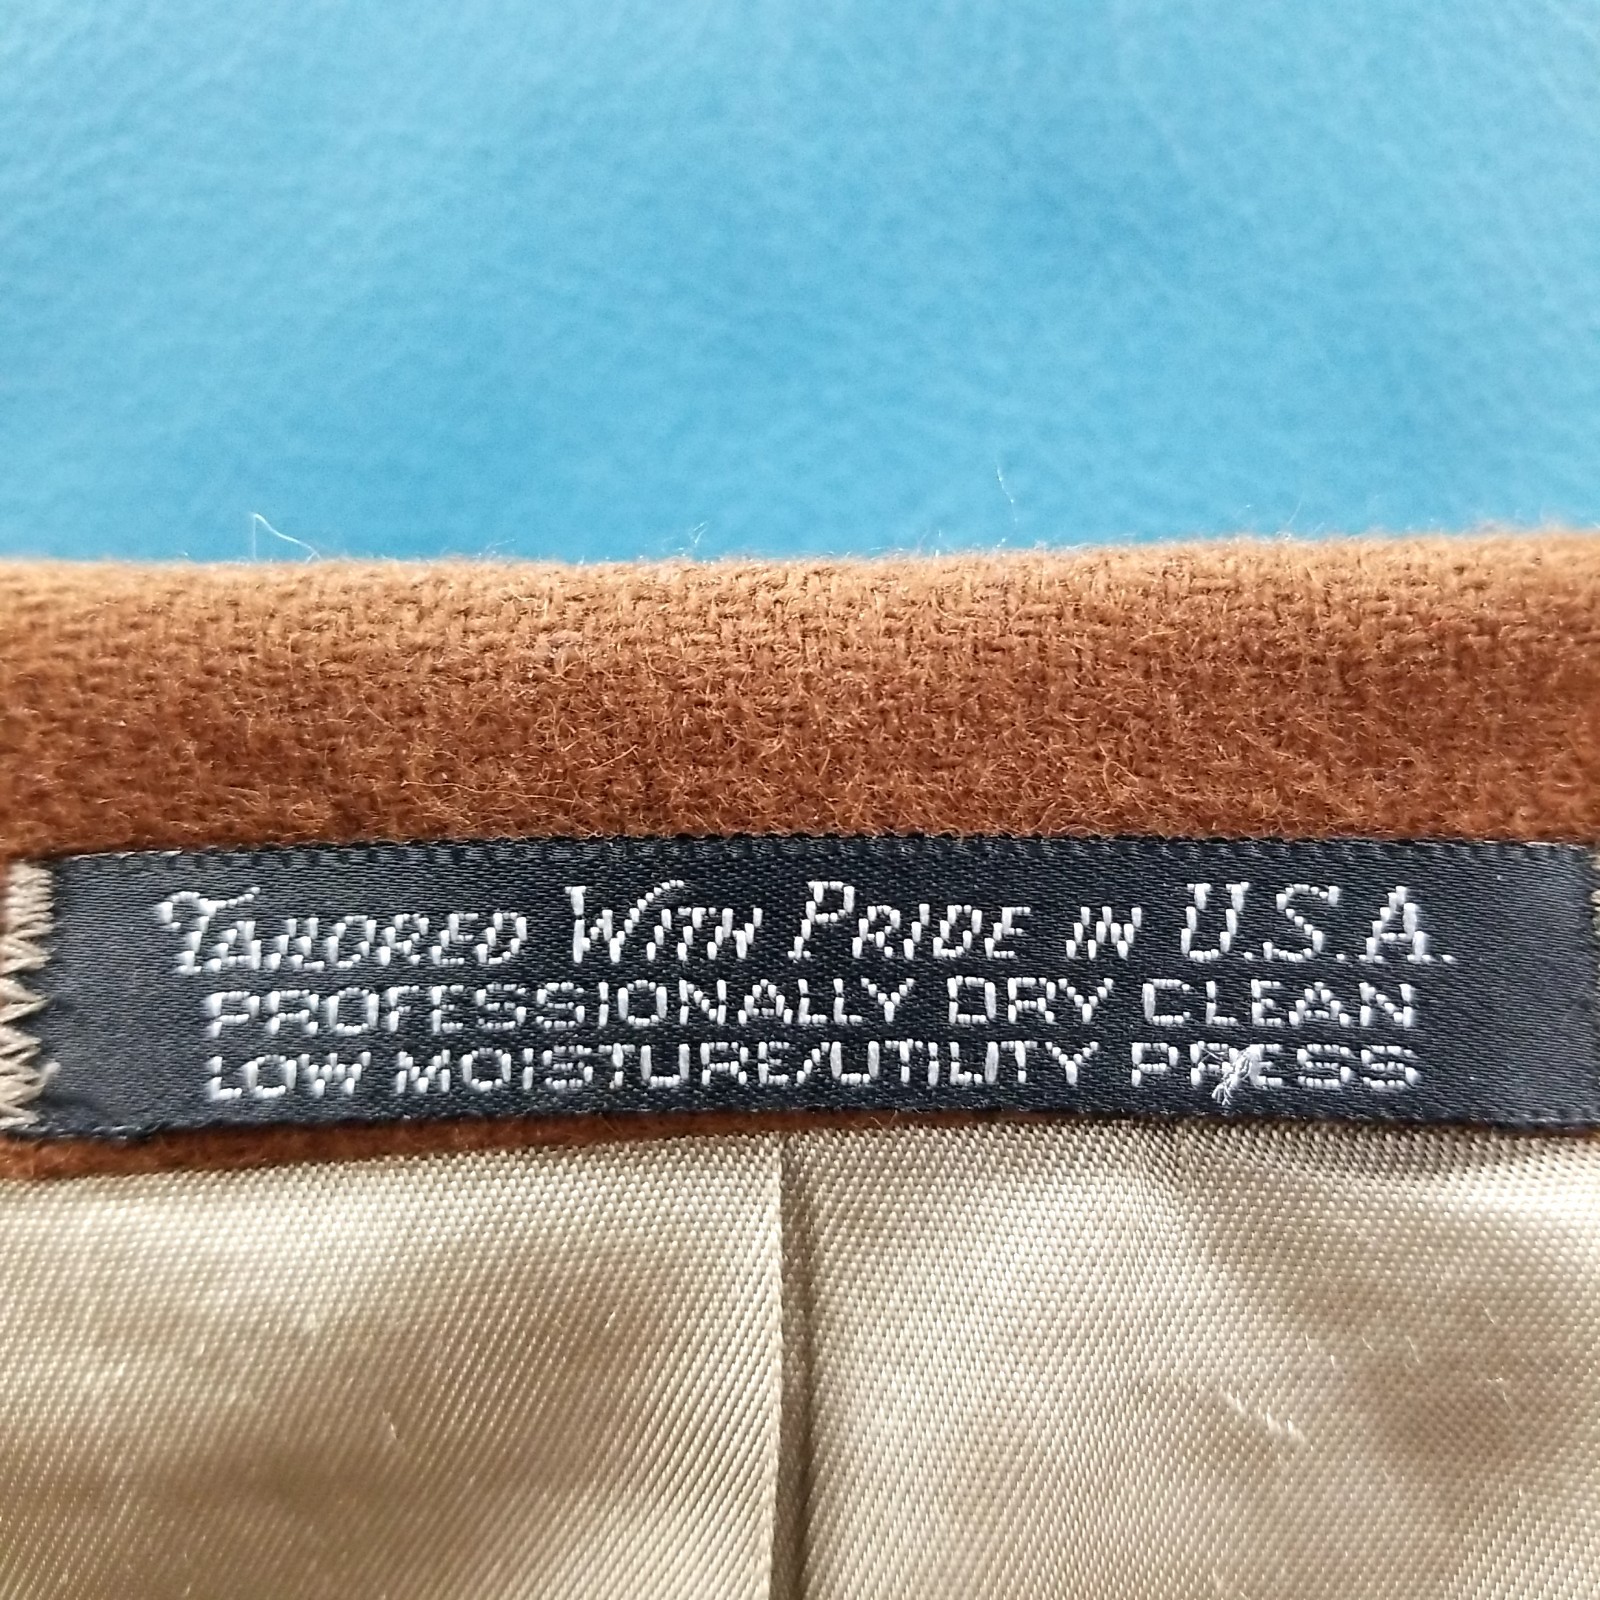 TAILORED WITH PRIDE IN U.S.A.
PROFESSIONALLY DRY CLEAN
LOW MOISTURE/UTILITY PRESS